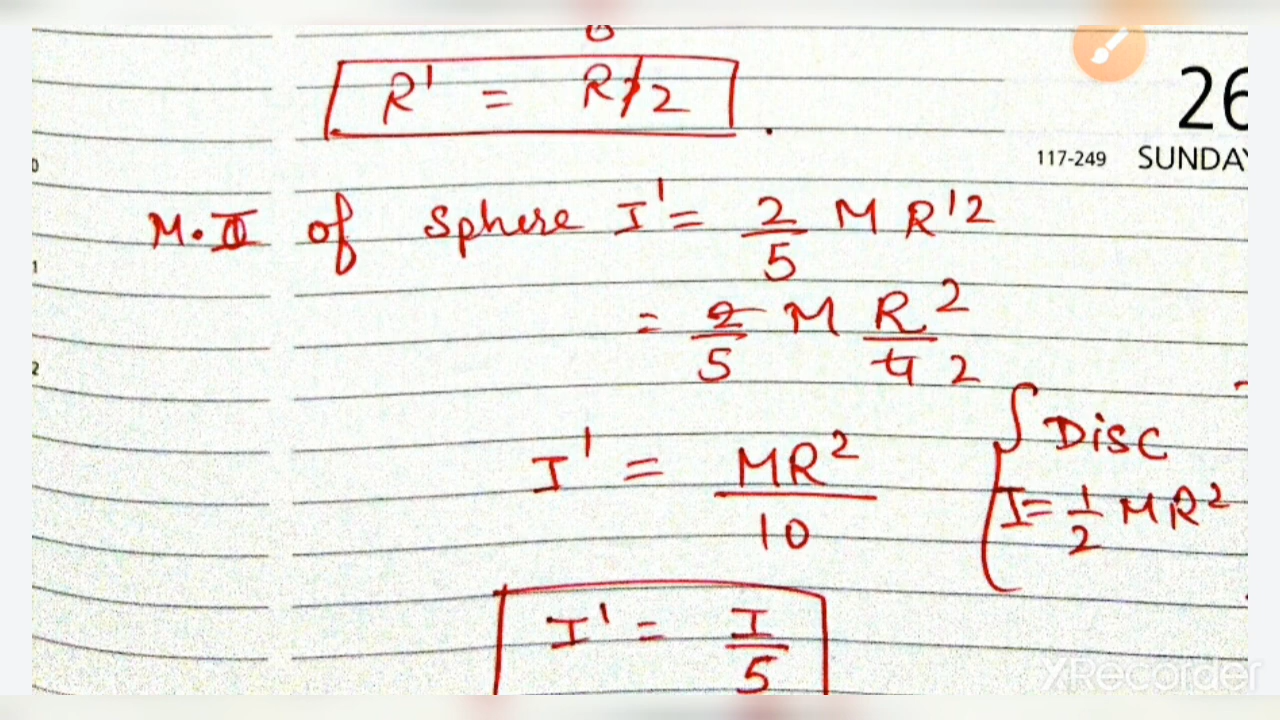 R' = R/2
26
117-249 SUNDAY
M.I of sphere I' = 2/5 M R'2
= 2/5 M R2/4 2
I' = MR2/10
Disc
I = 1/2 MR2
I' = I/5
XRecorder